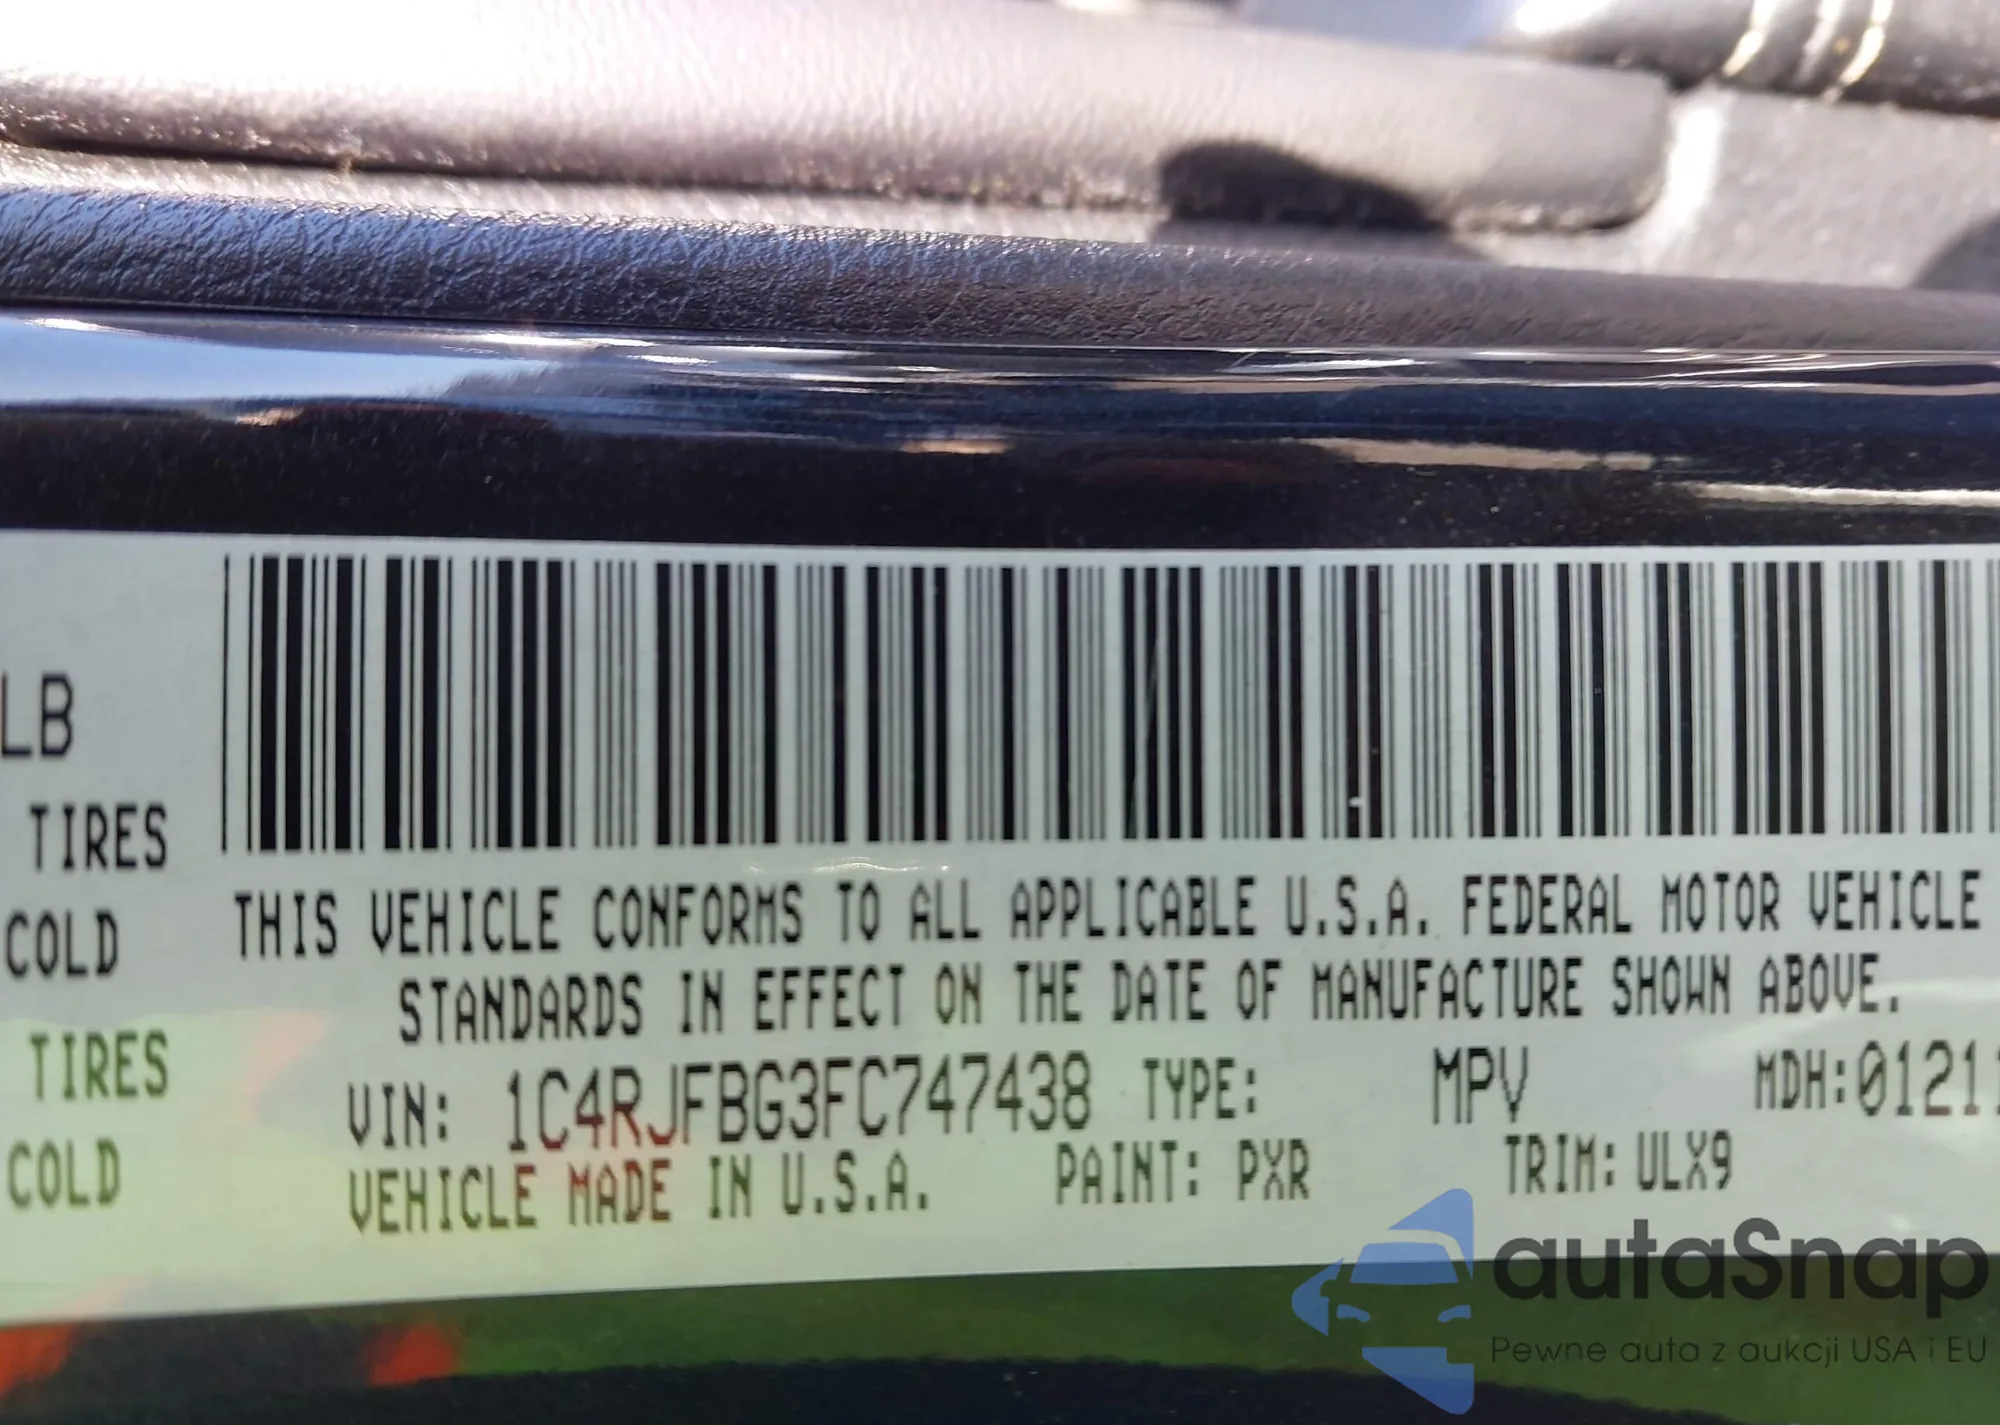 LB
TIRES
COLD
TIRES
COLD
THIS VEHICLE CONFORMS TO ALL APPLICABLE U.S.A. FEDERAL MOTOR VEHICLE
STANDARDS IN EFFECT ON THE DATE OF MANUFACTURE SHOWN ABOVE.
VIN: 1C4RJFBG3FC747438 TYPE: MPV MDH:01211
VEHICLE MADE IN U.S.A. PAINT: PXR TRIM: ULX9
autaSnap
Pewne auta z aukcji USA i EU